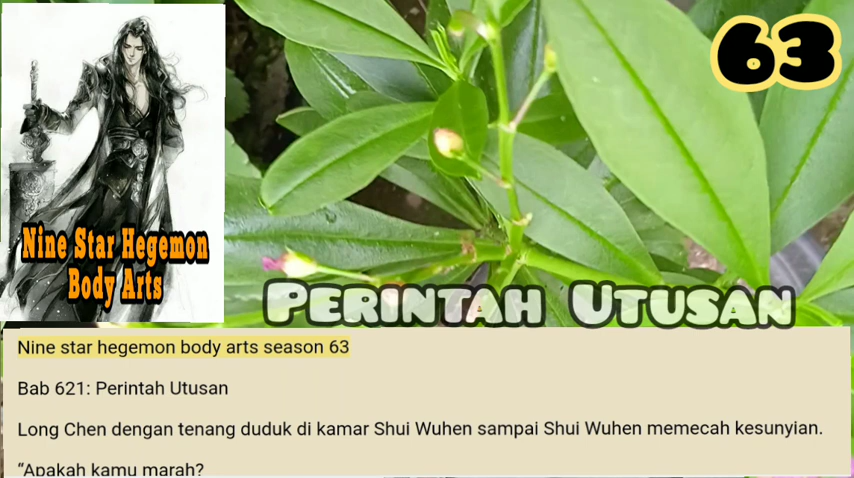 63
Nine Star Hegemon
Body Arts
PERINTAH UTUSAN
Nine star hegemon body arts season 63
Bab 621: Perintah Utusan
Long Chen dengan tenang duduk di kamar Shui Wuhen sampai Shui Wuhen memecah kesunyian.
“Apakah kamu marah?